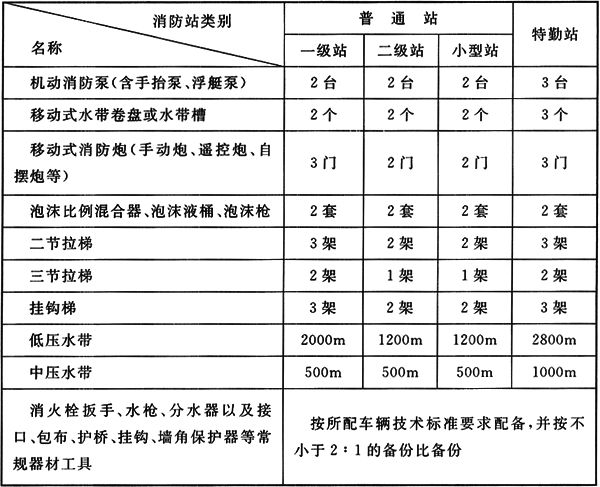 消防站类别
名称
普通站
特勤站
一级站 二级站 小型站
机动消防泵(含手抬泵、浮艇泵) 2台 2台 2台 3台
移动式水带卷盘或水带槽 2个 2个 2个 3个
移动式消防炮(手动炮、遥控炮、自
摆炮等) 3门 2门 2门 3门
泡沫比例混合器、泡沫液桶、泡沫枪 2套 2套 2套 2套
二节拉梯 3架 2架 2架 3架
三节拉梯 2架 1架 1架 2架
挂钩梯 3架 2架 2架 3架
低压水带 2000m 1200m 1200m 2800m
中压水带 500m 500m 500m 1000m
消火栓扳手、水枪、分水器以及接
口、包布、护桥、挂钩、墙角保护器等常
规器材工具
按所配车辆技术标准要求配备,并按不
小于2:1的备份比备份